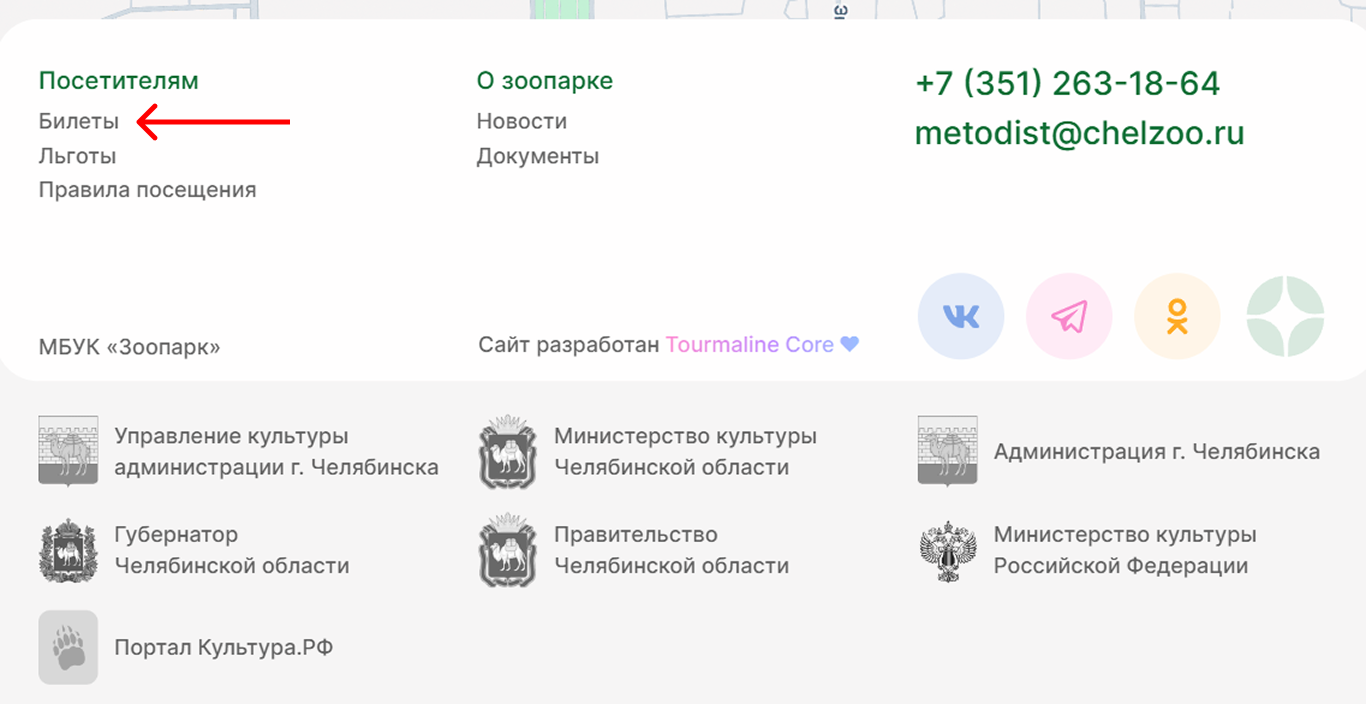 Посетителям
Билеты
Льготы
Правила посещения
О зоопарке
Новости
Документы
+7 (351) 263-18-64
metodist@chelzoo.ru
МБУК «Зоопарк»
Сайт разработан Tourmaline Core
Управление культуры
администрации г. Челябинска
Министерство культуры
Челябинской области
Администрация г. Челябинска
Губернатор
Челябинской области
Правительство
Челябинской области
Министерство культуры
Российской Федерации
Портал Культура.РФ